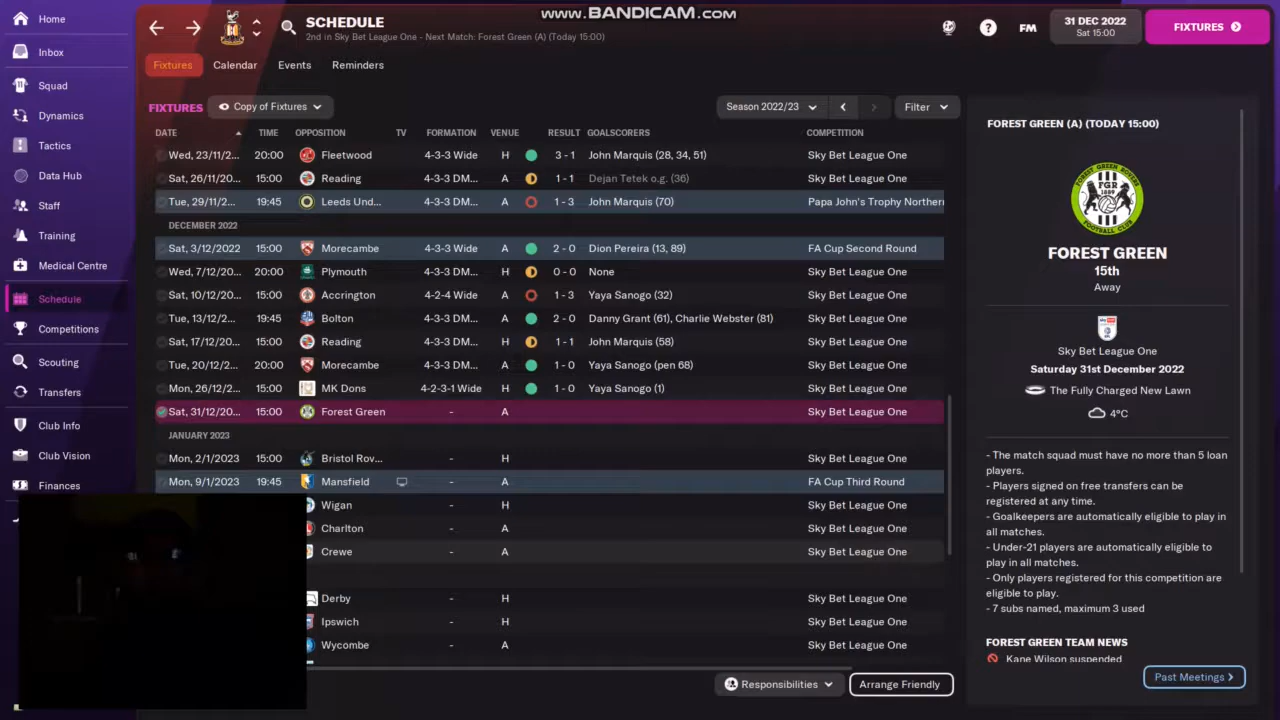 www.BANDICAM.com
Home
Inbox
Squad
Dynamics
Tactics
Data Hub
Staff
Training
Medical Centre
Schedule
Competitions
Scouting
Transfers
Club Info
Club Vision
Finances
SCHEDULE
2nd in Sky Bet League One - Next Match: Forest Green (A) (Today 15:00)
FM
31 DEC 2022
Sat 15:00
FIXTURES
Fixtures Calendar Events Reminders
FIXTURES Copy of Fixtures Season 2022/23 Filter
DATE TIME OPPOSITION TV FORMATION VENUE RESULT GOALSCORERS COMPETITION
Wed, 23/11/2... 20:00 Fleetwood 4-3-3 Wide H 3 - 1 John Marquis (28, 34, 51) Sky Bet League One
Sat, 26/11/20... 15:00 Reading 4-3-3 DM... A 1 - 1 Dejan Tetek o.g. (36) Sky Bet League One
Tue, 29/11/2... 19:45 Leeds Und... 4-3-3 DM... A 1 - 3 John Marquis (70) Papa John's Trophy Northern
DECEMBER 2022
Sat, 3/12/2022 15:00 Morecambe 4-3-3 Wide A 2 - 0 Dion Pereira (13, 89) FA Cup Second Round
Wed, 7/12/20... 20:00 Plymouth 4-3-3 DM... H 0 - 0 None Sky Bet League One
Sat, 10/12/20... 15:00 Accrington 4-2-4 Wide A 1 - 3 Yaya Sanogo (32) Sky Bet League One
Tue, 13/12/20... 19:45 Bolton 4-3-3 DM... A 2 - 0 Danny Grant (61), Charlie Webster (81) Sky Bet League One
Sat, 17/12/20... 15:00 Reading 4-3-3 DM... H 1 - 1 John Marquis (58) Sky Bet League One
Tue, 20/12/2... 20:00 Morecambe 4-3-3 DM... A 1 - 0 Yaya Sanogo (pen 68) Sky Bet League One
Mon, 26/12/20... 15:00 MK Dons 4-2-3-1 Wide H 1 - 0 Yaya Sanogo (1) Sky Bet League One
Sat, 31/12/20... 15:00 Forest Green - A Sky Bet League One
JANUARY 2023
Mon, 2/1/2023 15:00 Bristol Rov... - H Sky Bet League One
Mon, 9/1/2023 19:45 Mansfield - A FA Cup Third Round
Wigan - H Sky Bet League One
Charlton - A Sky Bet League One
Crewe - A Sky Bet League One
Derby - H Sky Bet League One
Ipswich - H Sky Bet League One
Wycombe - A Sky Bet League One
Responsibilities Arrange Friendly
FOREST GREEN (A) (TODAY 15:00)
FGR
1889
FOREST GREEN
15th
Away
Sky Bet League One
Saturday 31st December 2022
The Fully Charged New Lawn
4°C
- The match squad must have no more than 5 loan
players.
- Players signed on free transfers can be
registered at any time.
- Goalkeepers are automatically eligible to play in
all matches.
- Under-21 players are automatically eligible to
play in all matches.
- Only players registered for this competition are
eligible to play.
- 7 subs named, maximum 3 used
FOREST GREEN TEAM NEWS
Kane Wilson suspended
Past Meetings